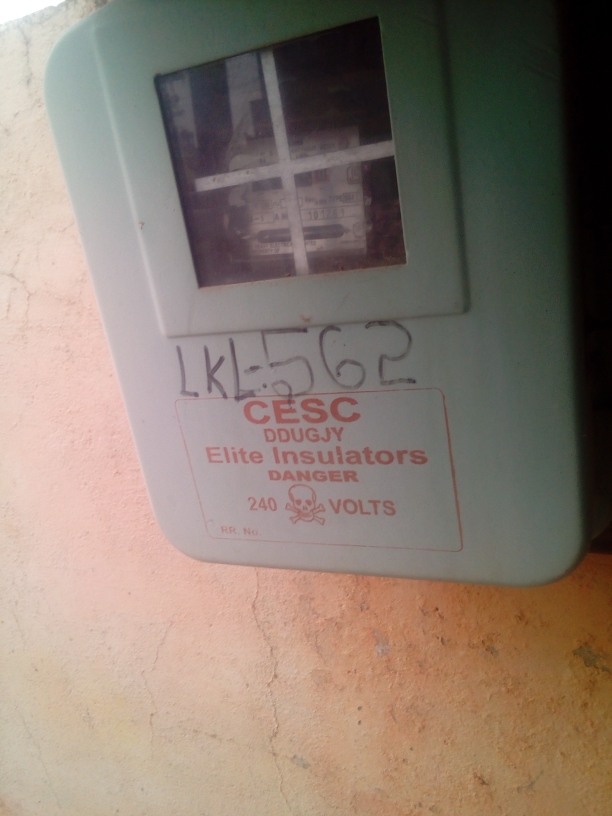 LKL:562
CESC
DDUGJY
Elite Insulators
DANGER
240 VOLTS
RR. No.